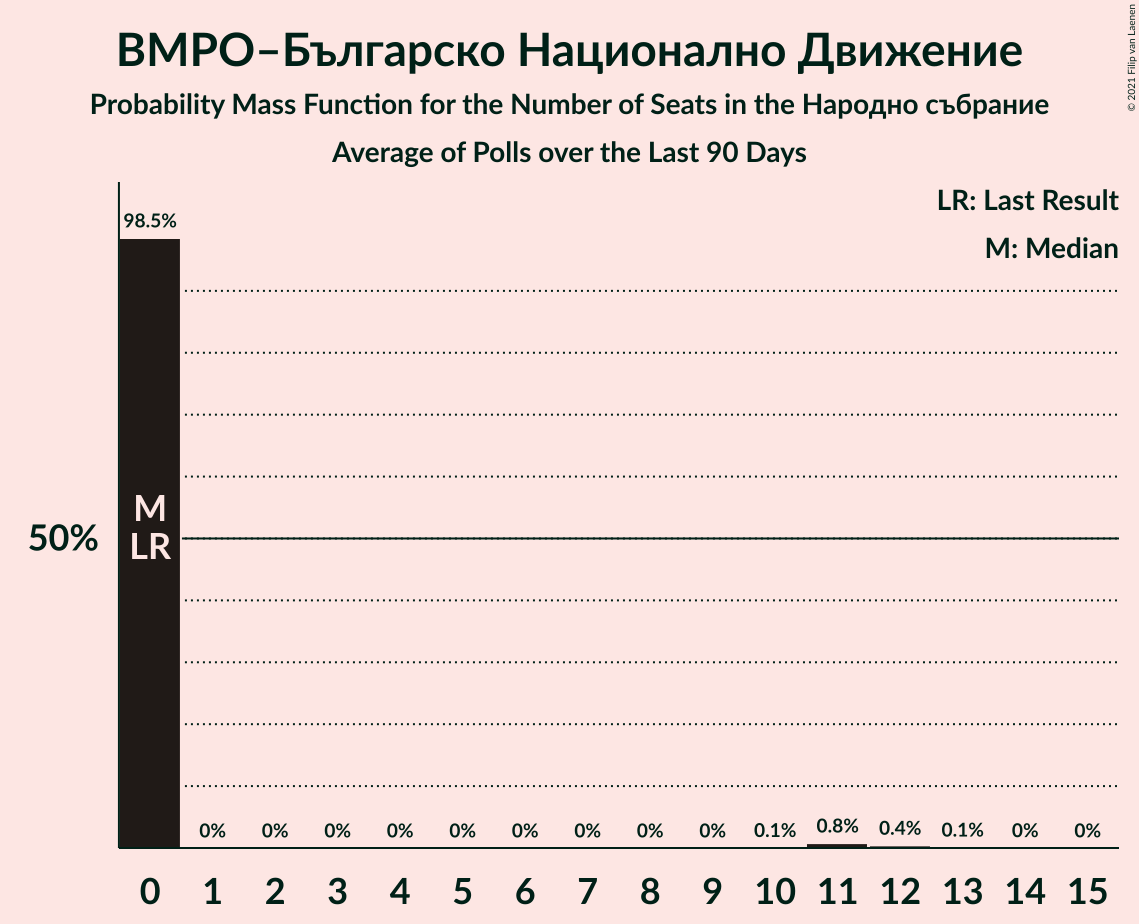 ВМРО–Българско Национално Движение
Probability Mass Function for the Number of Seats in the Народно събрание
Average of Polls over the Last 90 Days
© 2021 Filip van Laenen
LR: Last Result
M: Median
98.5%
M
LR
50%
0% 0% 0% 0% 0% 0% 0% 0% 0% 0.1% 0.8% 0.4% 0.1% 0% 0%
0 1 2 3 4 5 6 7 8 9 10 11 12 13 14 15